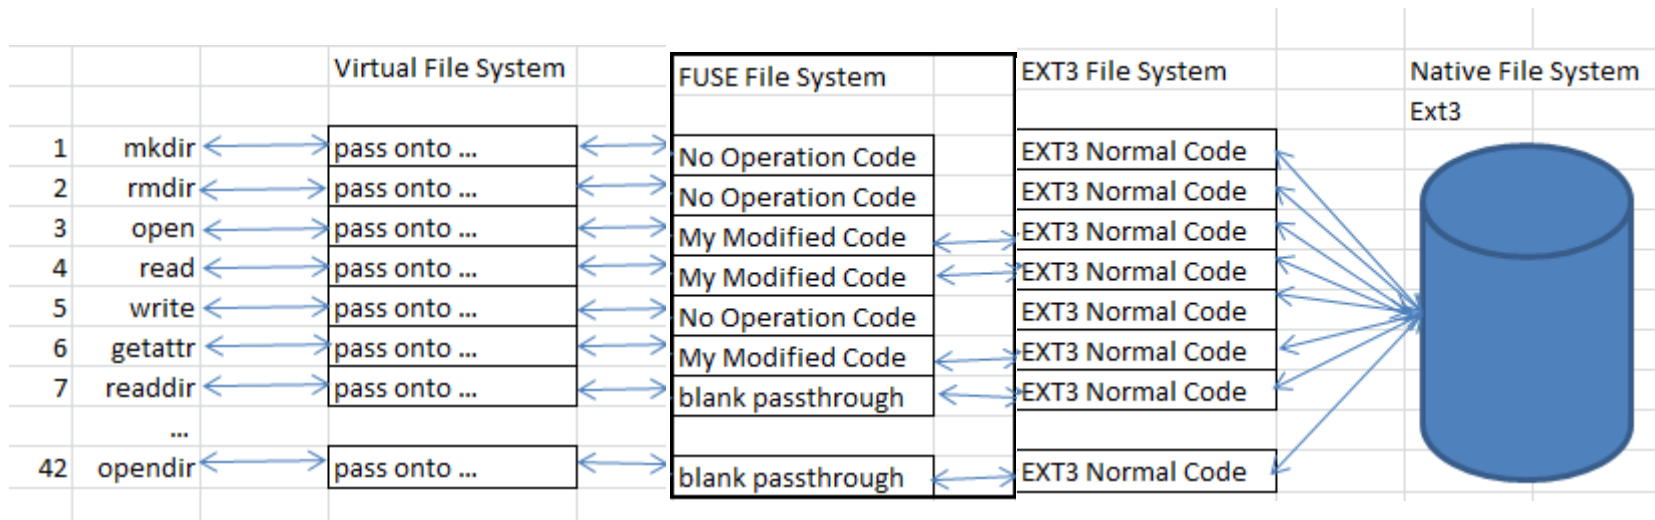 Virtual File System FUSE File System EXT3 File System Native File System
Ext3
1 mkdir pass onto ... No Operation Code EXT3 Normal Code
2 rmdir pass onto ... No Operation Code EXT3 Normal Code
3 open pass onto ... My Modified Code EXT3 Normal Code
4 read pass onto ... My Modified Code EXT3 Normal Code
5 write pass onto ... No Operation Code EXT3 Normal Code
6 getattr pass onto ... My Modified Code EXT3 Normal Code
7 readdir pass onto ... blank passthrough EXT3 Normal Code
...
42 opendir pass onto ... blank passthrough EXT3 Normal Code